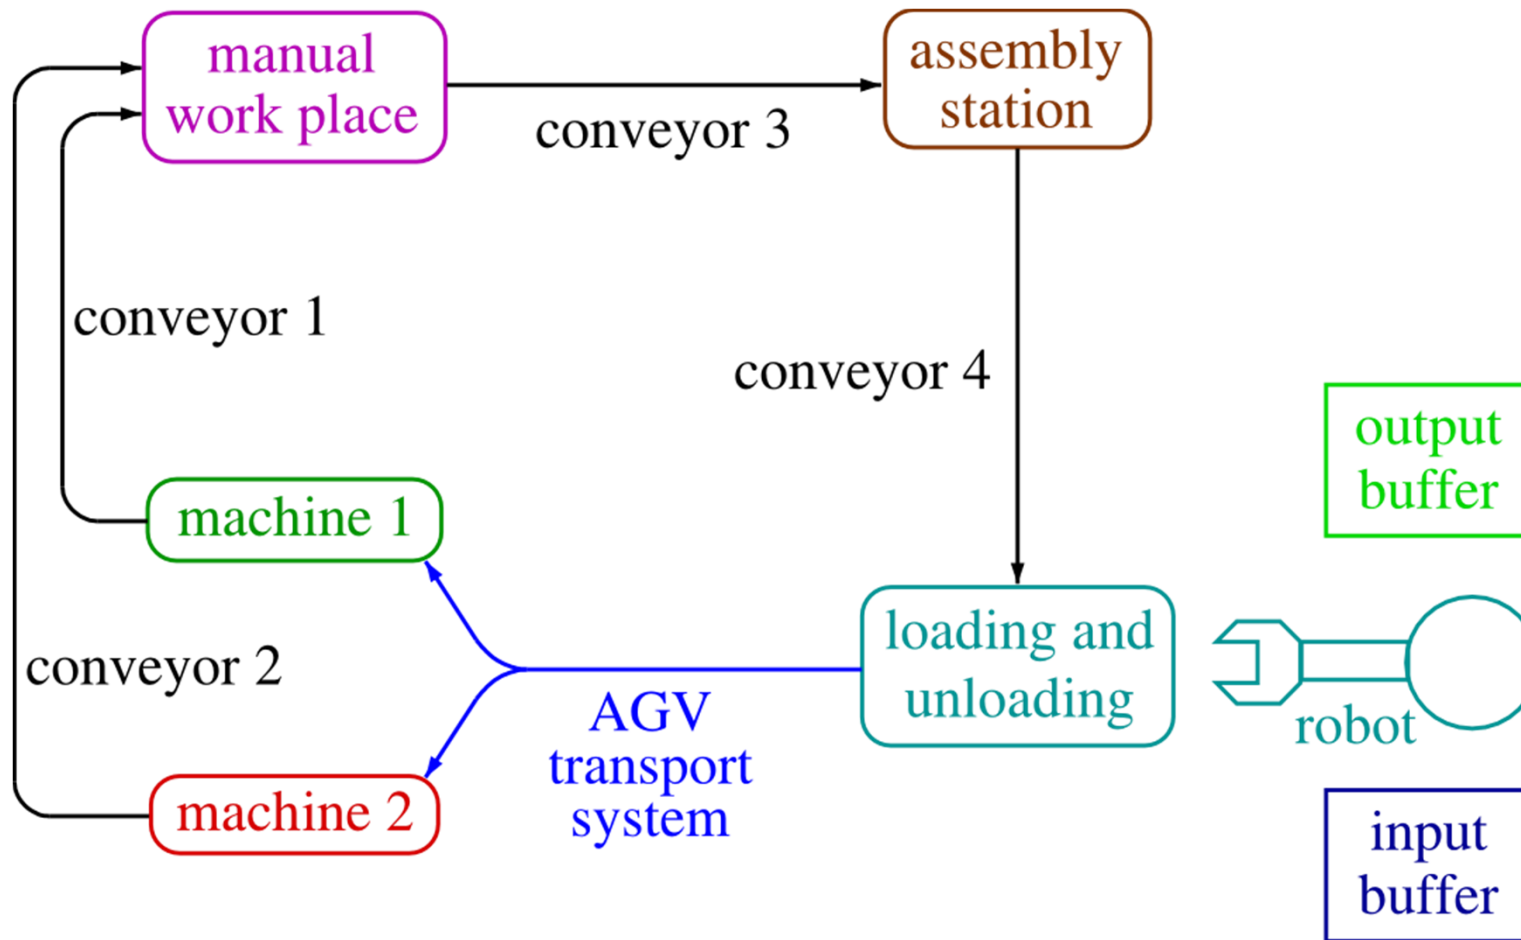 manual
work place
assembly
station
conveyor 3
conveyor 1
conveyor 4
output
buffer
machine 1
loading and
unloading
conveyor 2
AGV
transport
system
robot
machine 2
input
buffer